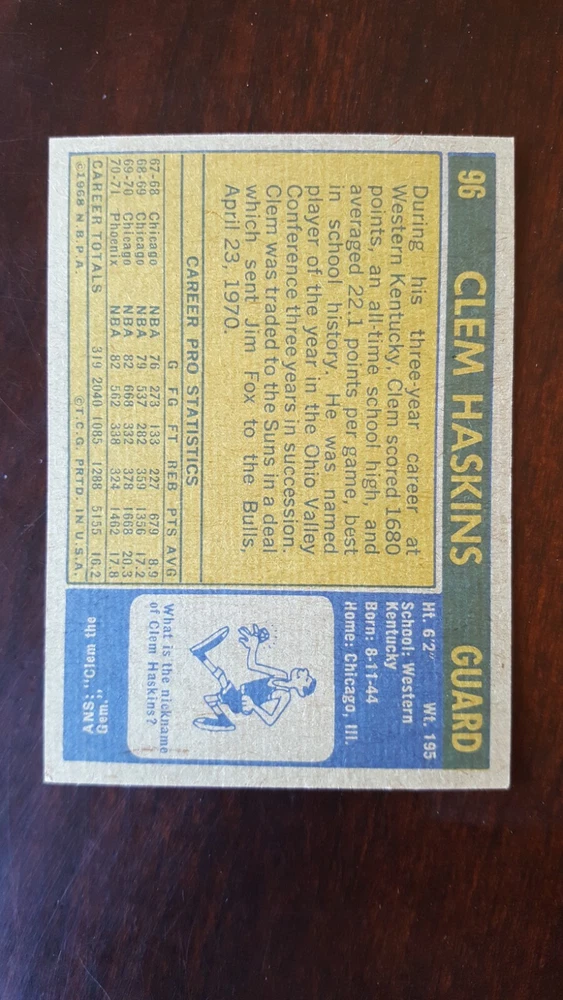 96 CLEM HASKINS GUARD
During his three-year career at
Western Kentucky, Clem scored 1680
points, an all-time school high, and
averaged 22.1 points per game, best
in school history. He was named
player of the year in the Ohio Valley
Conference three years in succession.
Clem was traded to the Suns in a deal
which sent Jim Fox to the Bulls,
April 23, 1970.
CAREER PRO STATISTICS
G FG FT REB PTS AVG
67-68 Chicago NBA 76 273 133 227 679 8.9
68-69 Chicago NBA 79 537 282 359 1356 17.2
69-70 Chicago NBA 82 668 332 378 1668 20.3
70-71 Phoenix NBA 82 562 338 324 1462 17.8
CAREER TOTALS 319 2040 1085 1288 5155 16.2
©1968 N.B.P.A. ©T.C.G. PRTD. IN U.S.A.
Ht. 6'2" Wt. 195
School: Western
Kentucky
Born: 8-11-44
Home: Chicago, Ill.
What is the nickname
of Clem Haskins?
ANS: "Clem the
Gem."